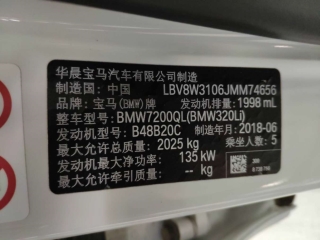 华晨宝马汽车有限公司制造
制造国: 中国 LBV8W3106JMM74656
品牌: 宝马(BMW)牌 发动机排量: 1998 mL
整车型号: BMW7200QL(BMW320Li)
发动机型号: B48B20C 制造年月: 2018-06
最大允许总质量: 2025 kg 乘坐人数: 5
发动机最大净功率: 135 kW
最大允许牵引质量: -- kg